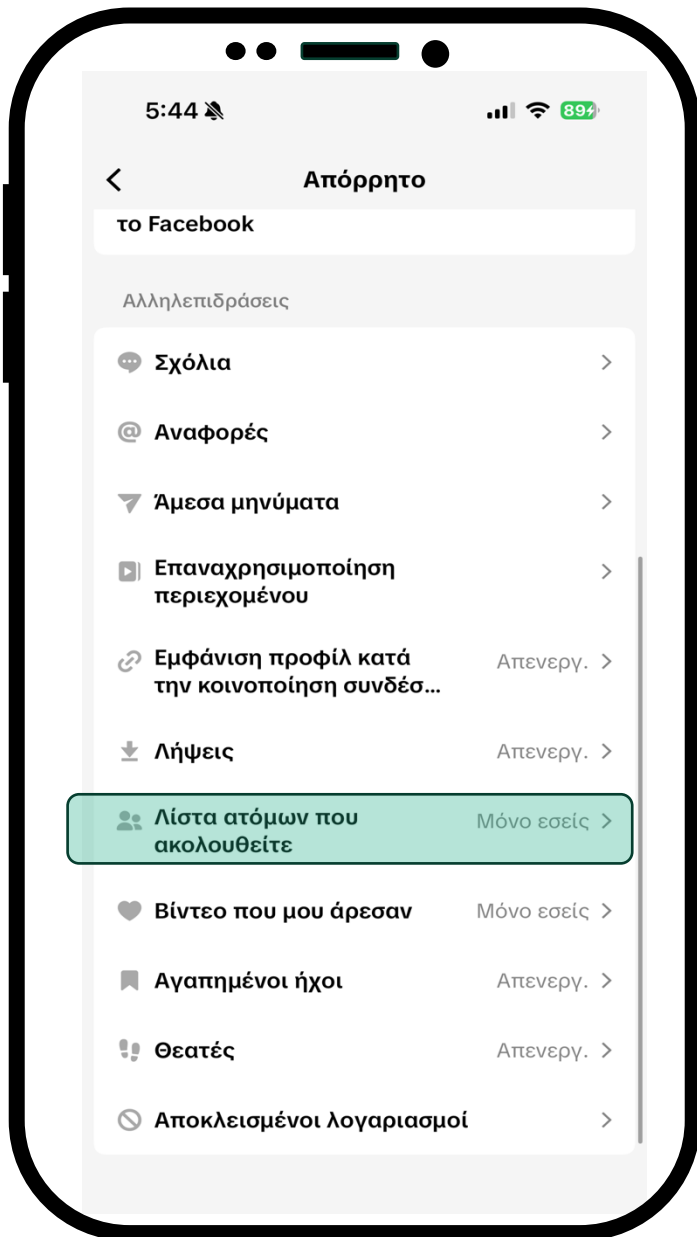 5:44
89
Απόρρητο
το Facebook
Αλληλεπιδράσεις
Σχόλια
Αναφορές
Άμεσα μηνύματα
Επαναχρησιμοποίηση
περιεχομένου
Εμφάνιση προφίλ κατά
την κοινοποίηση συνδέσ...
Απενεργ.
Λήψεις
Απενεργ.
Λίστα ατόμων που
ακολουθείτε
Μόνο εσείς
Βίντεο που μου άρεσαν
Μόνο εσείς
Αγαπημένοι ήχοι
Απενεργ.
Θεατές
Απενεργ.
Αποκλεισμένοι λογαριασμοί